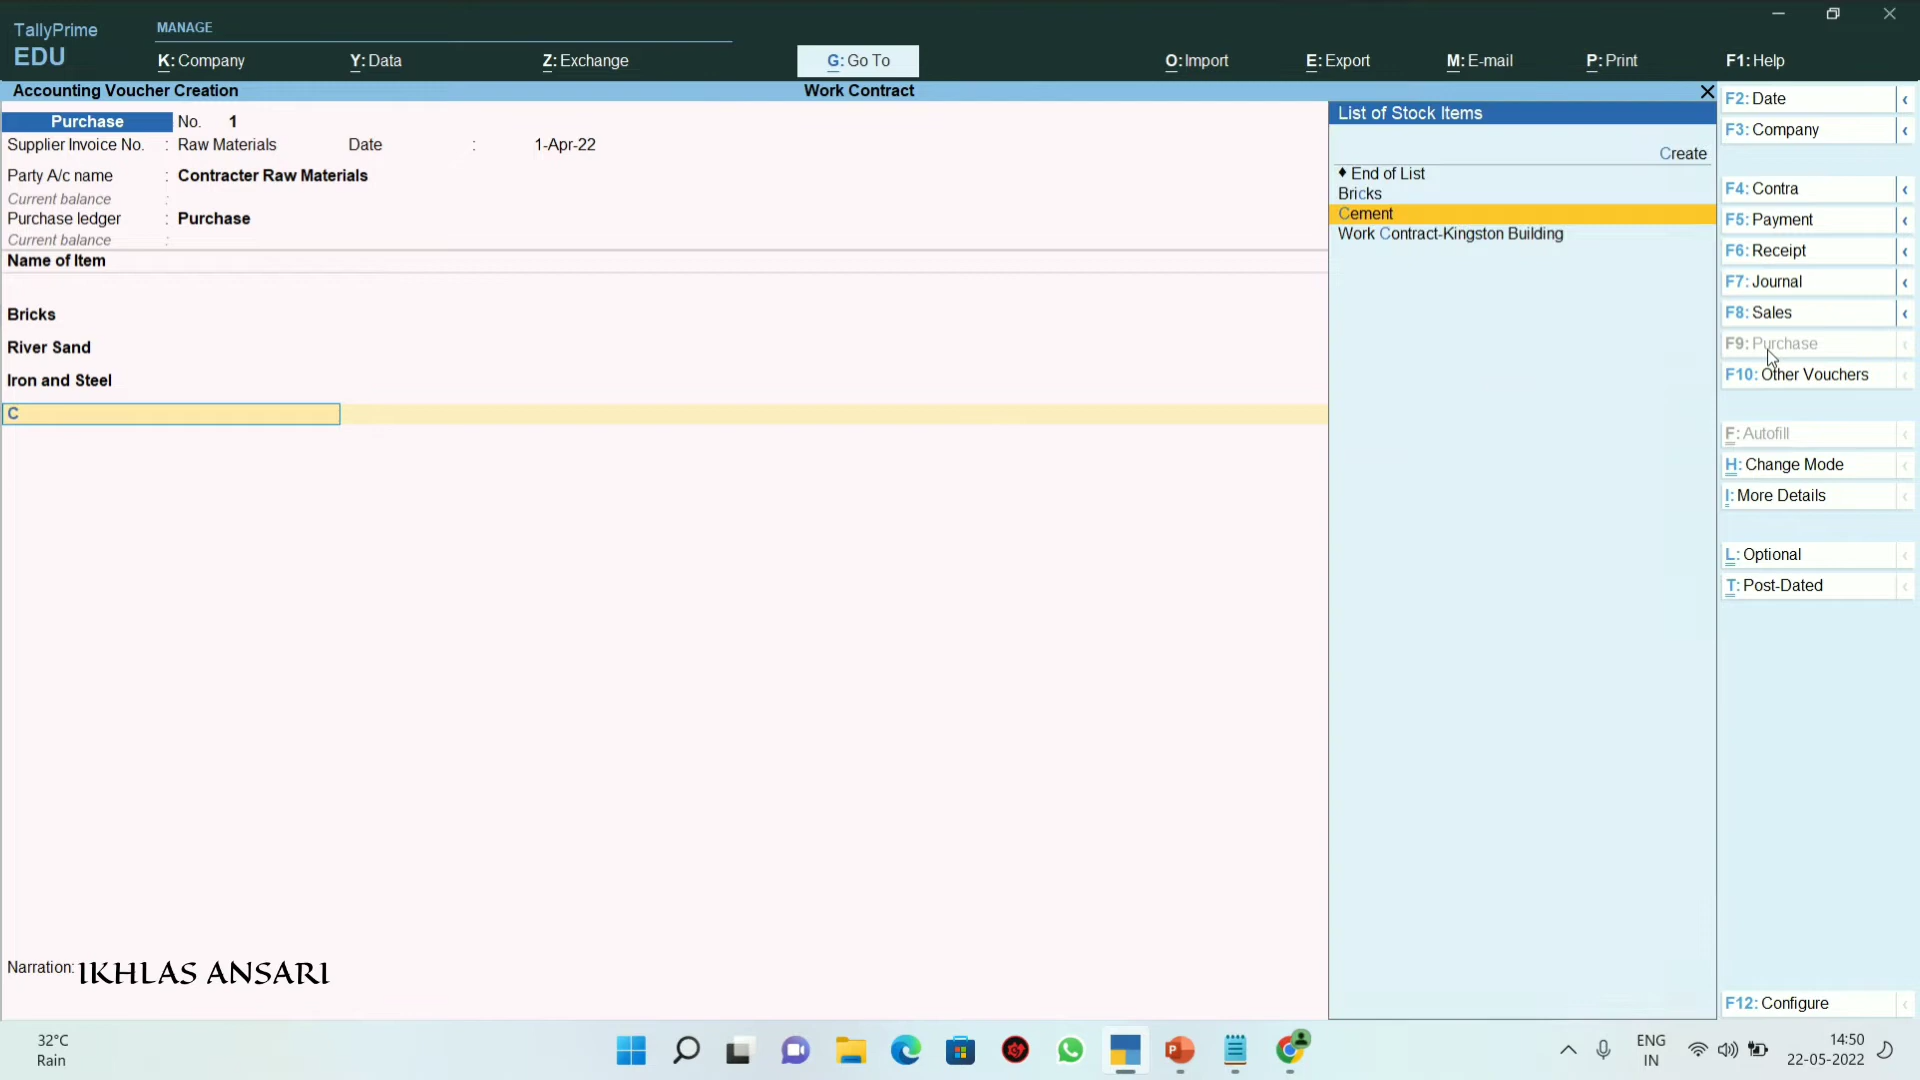 TallyPrime
EDU
MANAGE
K: Company
Y: Data
Z: Exchange
G: Go To
O: Import
E: Export
M: E-mail
P: Print
F1: Help
Accounting Voucher Creation
Work Contract
Purchase No. 1
Supplier Invoice No. : Raw Materials Date : 1-Apr-22
Party A/c name : Contracter Raw Materials
Current balance :
Purchase ledger : Purchase
Current balance :
Name of Item
Bricks
River Sand
Iron and Steel
C
Narration:
IKHLAS ANSARI
List of Stock Items
Create
♦ End of List
Bricks
Cement
Work Contract-Kingston Building
F2: Date
F3: Company
F4: Contra
F5: Payment
F6: Receipt
F7: Journal
F8: Sales
F9: Purchase
F10: Other Vouchers
F: Autofill
H: Change Mode
I: More Details
L: Optional
T: Post-Dated
F12: Configure
32°C
Rain
ENG
IN
14:50
22-05-2022